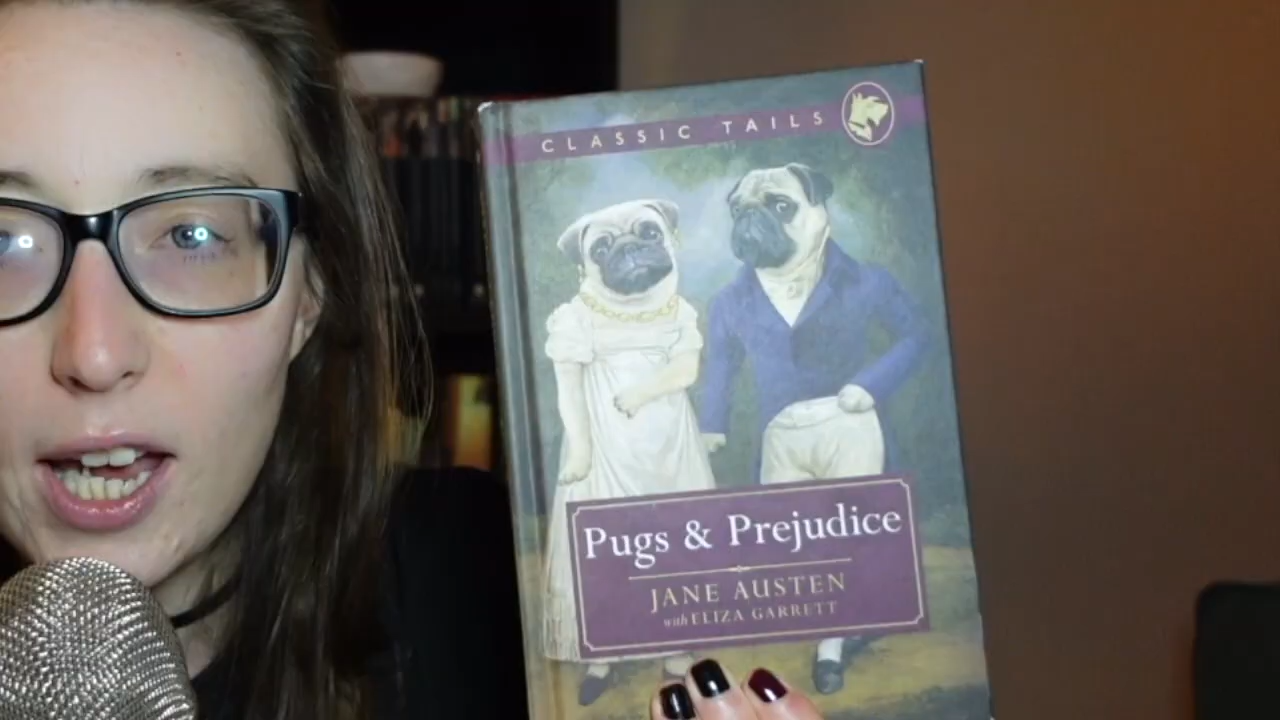 CLASSIC TAILS
Pugs & Prejudice
JANE AUSTEN
with ELIZA GARRETT